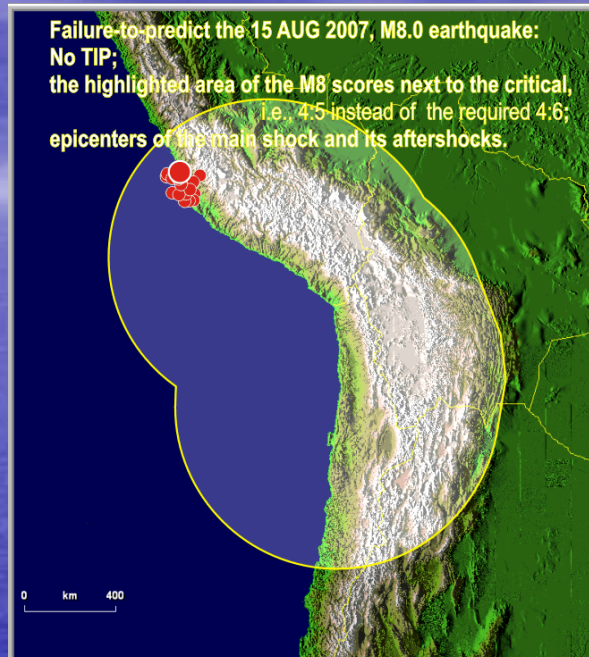 Failure-to-predict the 15 AUG 2007, M8.0 earthquake:
No TIP;
the highlighted area of the M8 scores next to the critical,
i.e., 4:5 instead of the required 4:6;
epicenters of the main shock and its aftershocks.
0 km 400